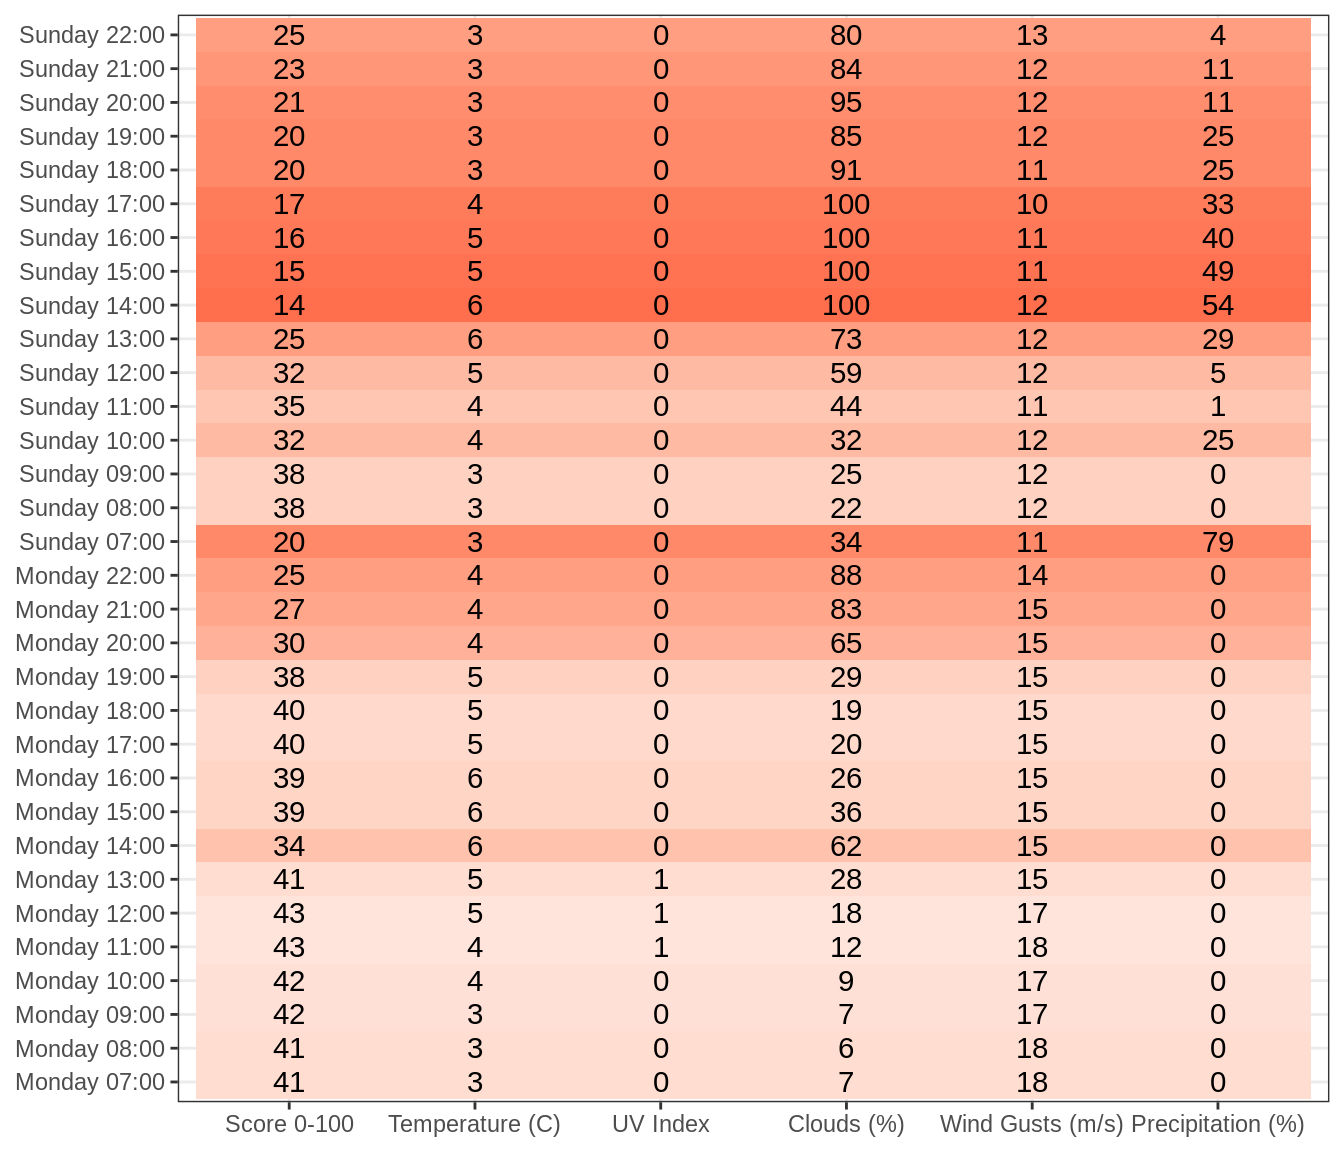 Sunday 22:00 25 3 0 80 13 4
Sunday 21:00 23 3 0 84 12 11
Sunday 20:00 21 3 0 95 12 11
Sunday 19:00 20 3 0 85 12 25
Sunday 18:00 20 3 0 91 11 25
Sunday 17:00 17 4 0 100 10 33
Sunday 16:00 16 5 0 100 11 40
Sunday 15:00 15 5 0 100 11 49
Sunday 14:00 14 6 0 100 12 54
Sunday 13:00 25 6 0 73 12 29
Sunday 12:00 32 5 0 59 12 5
Sunday 11:00 35 4 0 44 11 1
Sunday 10:00 32 4 0 32 12 25
Sunday 09:00 38 3 0 25 12 0
Sunday 08:00 38 3 0 22 12 0
Sunday 07:00 20 3 0 34 11 79
Monday 22:00 25 4 0 88 14 0
Monday 21:00 27 4 0 83 15 0
Monday 20:00 30 4 0 65 15 0
Monday 19:00 38 5 0 29 15 0
Monday 18:00 40 5 0 19 15 0
Monday 17:00 40 5 0 20 15 0
Monday 16:00 39 6 0 26 15 0
Monday 15:00 39 6 0 36 15 0
Monday 14:00 34 6 0 62 15 0
Monday 13:00 41 5 1 28 15 0
Monday 12:00 43 5 1 18 17 0
Monday 11:00 43 4 1 12 18 0
Monday 10:00 42 4 0 9 17 0
Monday 09:00 42 3 0 7 17 0
Monday 08:00 41 3 0 6 18 0
Monday 07:00 41 3 0 7 18 0
Score 0-100 Temperature (C) UV Index Clouds (%) Wind Gusts (m/s) Precipitation (%)